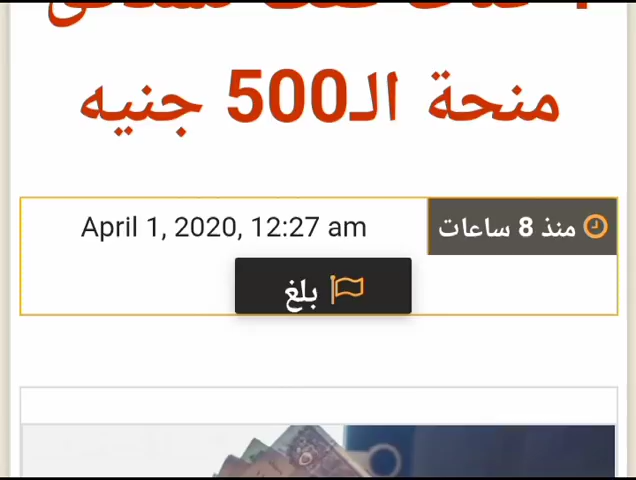 منحة الـ500 جنيه
منذ 8 ساعات
April 1, 2020, 12:27 am
بلغ